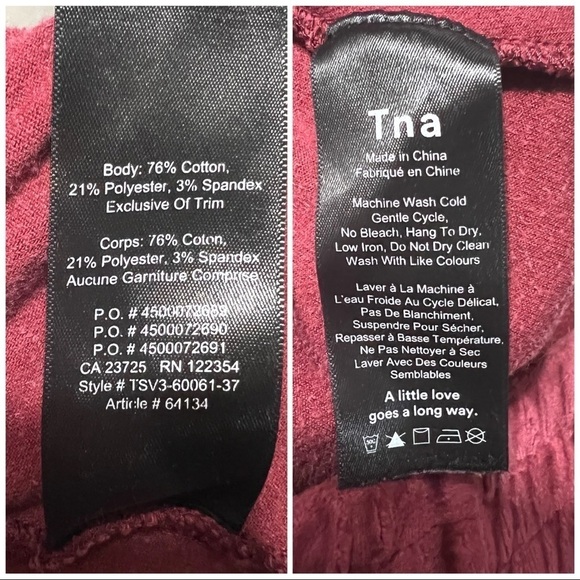 Body: 76% Cotton,
21% Polyester, 3% Spandex
Exclusive Of Trim
Corps: 76% Coton,
21% Polyester, 3% Spandex
Aucune Garniture Comprise
P.O. # 4500072689
P.O. # 4500072690
P.O. # 4500072691
CA 23725 RN 122354
Style # TSV3-60061-37
Article # 64134
Tna
Made in China
Fabriqué en Chine
Machine Wash Cold
Gentle Cycle,
No Bleach, Hang To Dry,
Low Iron, Do Not Dry Clean
Wash With Like Colours
Laver à La Machine à
L'eau Froide Au Cycle Délicat,
Pas De Blanchiment,
Suspendre Pour Sécher,
Repasser à Basse Température,
Ne Pas Nettoyer à Sec
Laver Avec Des Couleurs
Semblables
A little love
goes a long way.